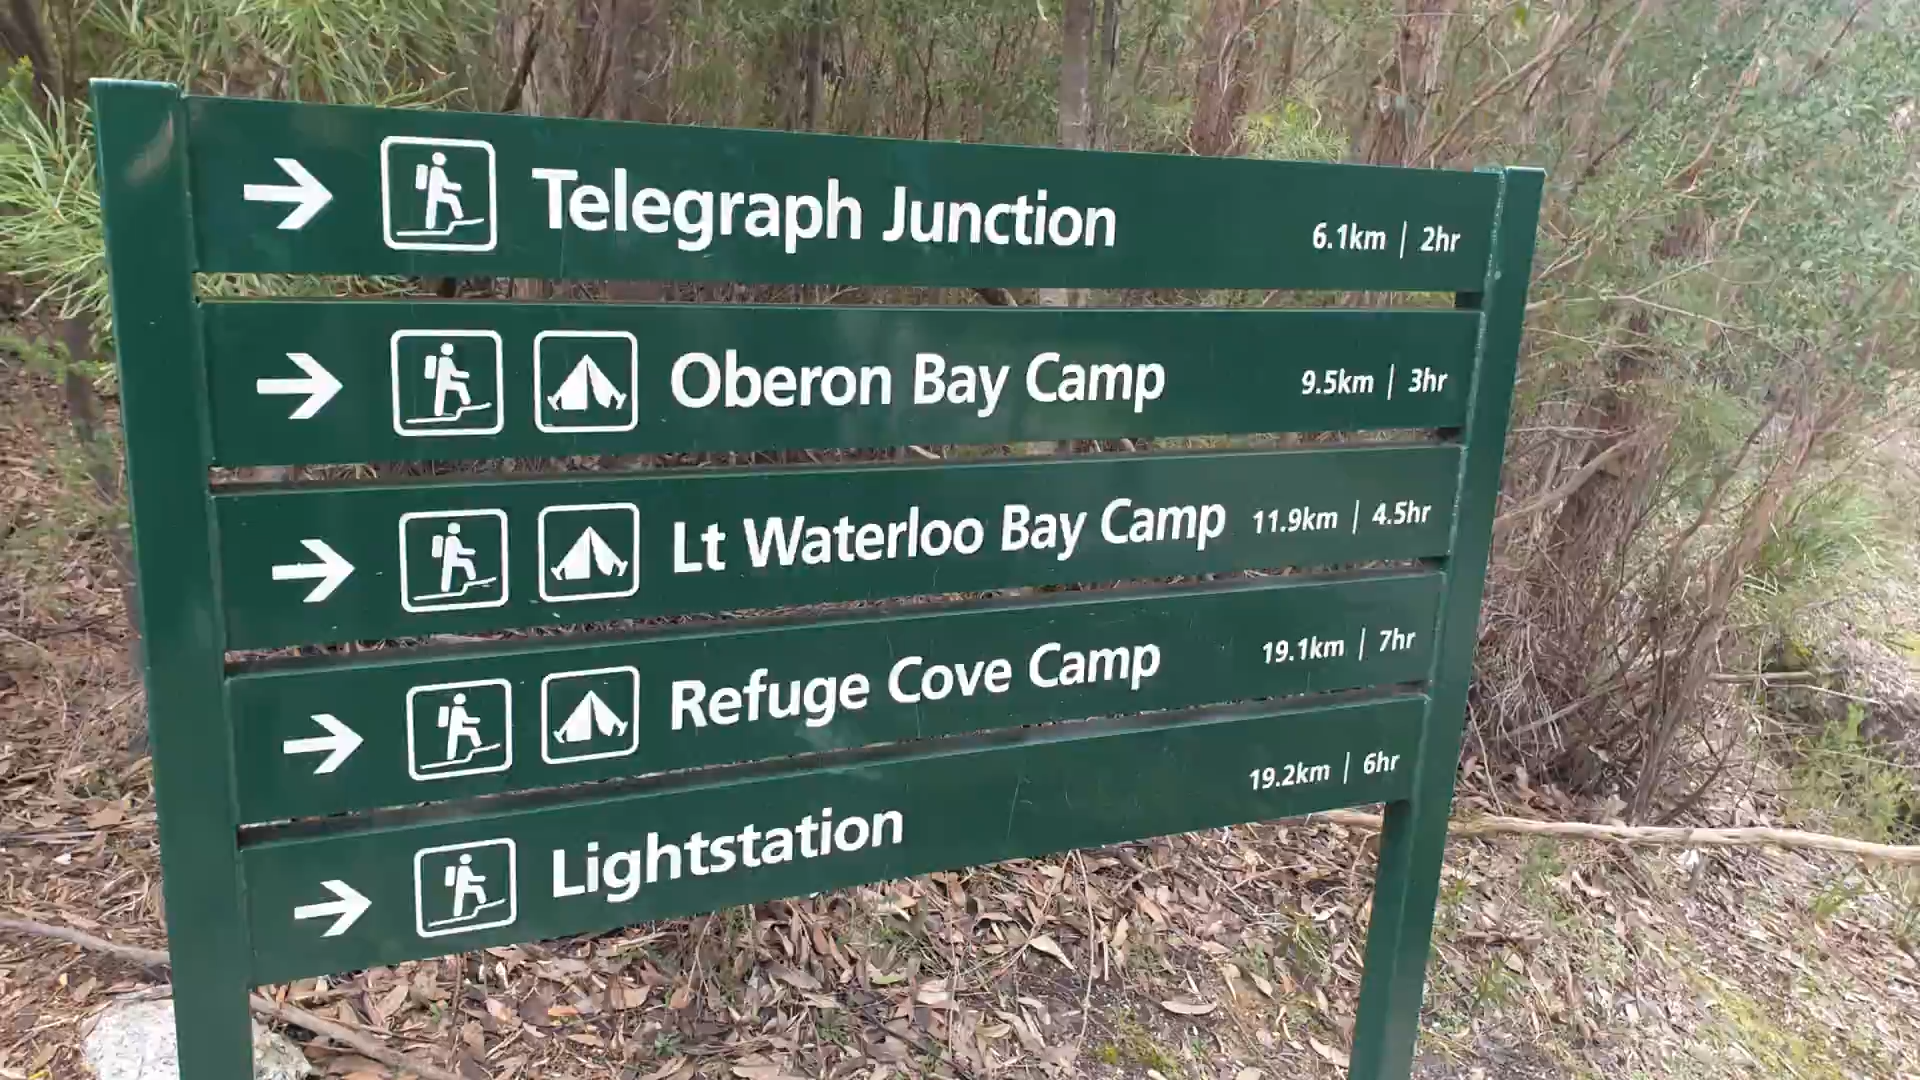 Telegraph Junction 6.1km | 2hr
Oberon Bay Camp 9.5km | 3hr
Lt Waterloo Bay Camp 11.9km | 4.5hr
Refuge Cove Camp 19.1km | 7hr
Lightstation 19.2km | 6hr